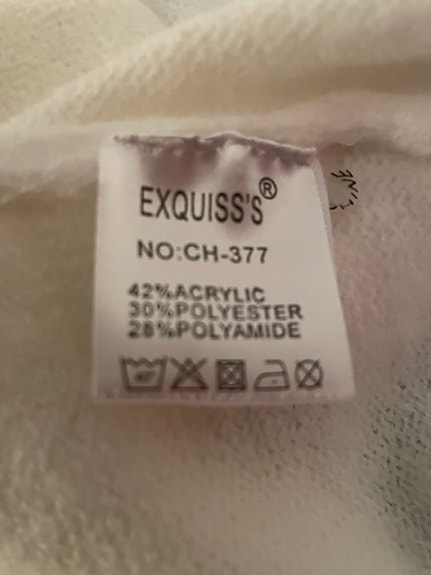 EXQUISS'S®
NO:CH-377
42%ACRYLIC
30%POLYESTER
28%POLYAMIDE